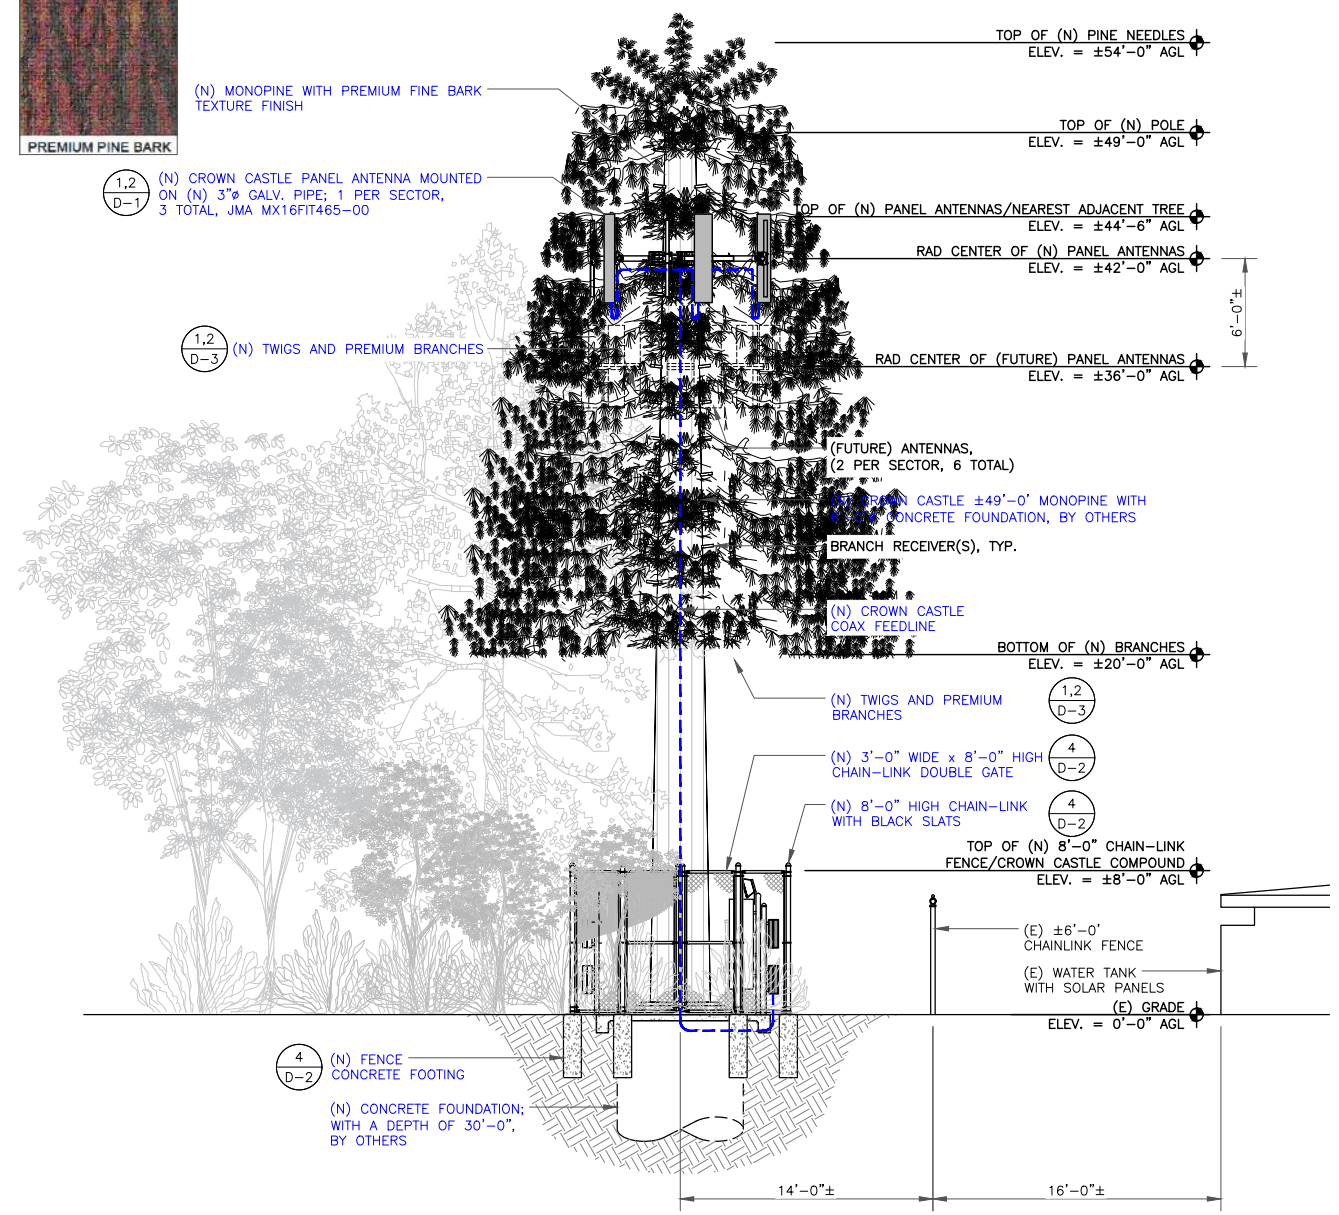 TOP OF (N) PINE NEEDLES
ELEV. = ±54'-0" AGL
(N) MONOPINE WITH PREMIUM FINE BARK
TEXTURE FINISH
PREMIUM PINE BARK
TOP OF (N) POLE
ELEV. = ±49'-0" AGL
1,2
D-1
(N) CROWN CASTLE PANEL ANTENNA MOUNTED
ON (N) 3"ø GALV. PIPE; 1 PER SECTOR,
3 TOTAL, JMA MX16FIT465-00
OP OF (N) PANEL ANTENNAS/NEAREST ADJACENT TREE
ELEV. = ±44'-6" AGL
RAD CENTER OF (N) PANEL ANTENNAS
ELEV. = ±42'-0" AGL
6'-0"±
1,2
D-3
(N) TWIGS AND PREMIUM BRANCHES
RAD CENTER OF (FUTURE) PANEL ANTENNAS
ELEV. = ±36'-0" AGL
(FUTURE) ANTENNAS,
(2 PER SECTOR, 6 TOTAL)
(N) CROWN CASTLE ±49'-0' MONOPINE WITH
CONCRETE FOUNDATION, BY OTHERS
BRANCH RECEIVER(S), TYP.
(N) CROWN CASTLE
COAX FEEDLINE
BOTTOM OF (N) BRANCHES
ELEV. = ±20'-0" AGL
(N) TWIGS AND PREMIUM
BRANCHES
1,2
D-3
(N) 3'-0" WIDE x 8'-0" HIGH
CHAIN-LINK DOUBLE GATE
4
D-2
(N) 8'-0" HIGH CHAIN-LINK
WITH BLACK SLATS
4
D-2
TOP OF (N) 8'-0" CHAIN-LINK
FENCE/CROWN CASTLE COMPOUND
ELEV. = ±8'-0" AGL
(E) ±6'-0'
CHAINLINK FENCE
(E) WATER TANK
WITH SOLAR PANELS
(E) GRADE
ELEV. = 0'-0" AGL
4
D-2
(N) FENCE
CONCRETE FOOTING
(N) CONCRETE FOUNDATION;
WITH A DEPTH OF 30'-0",
BY OTHERS
14'-0"±
16'-0"±